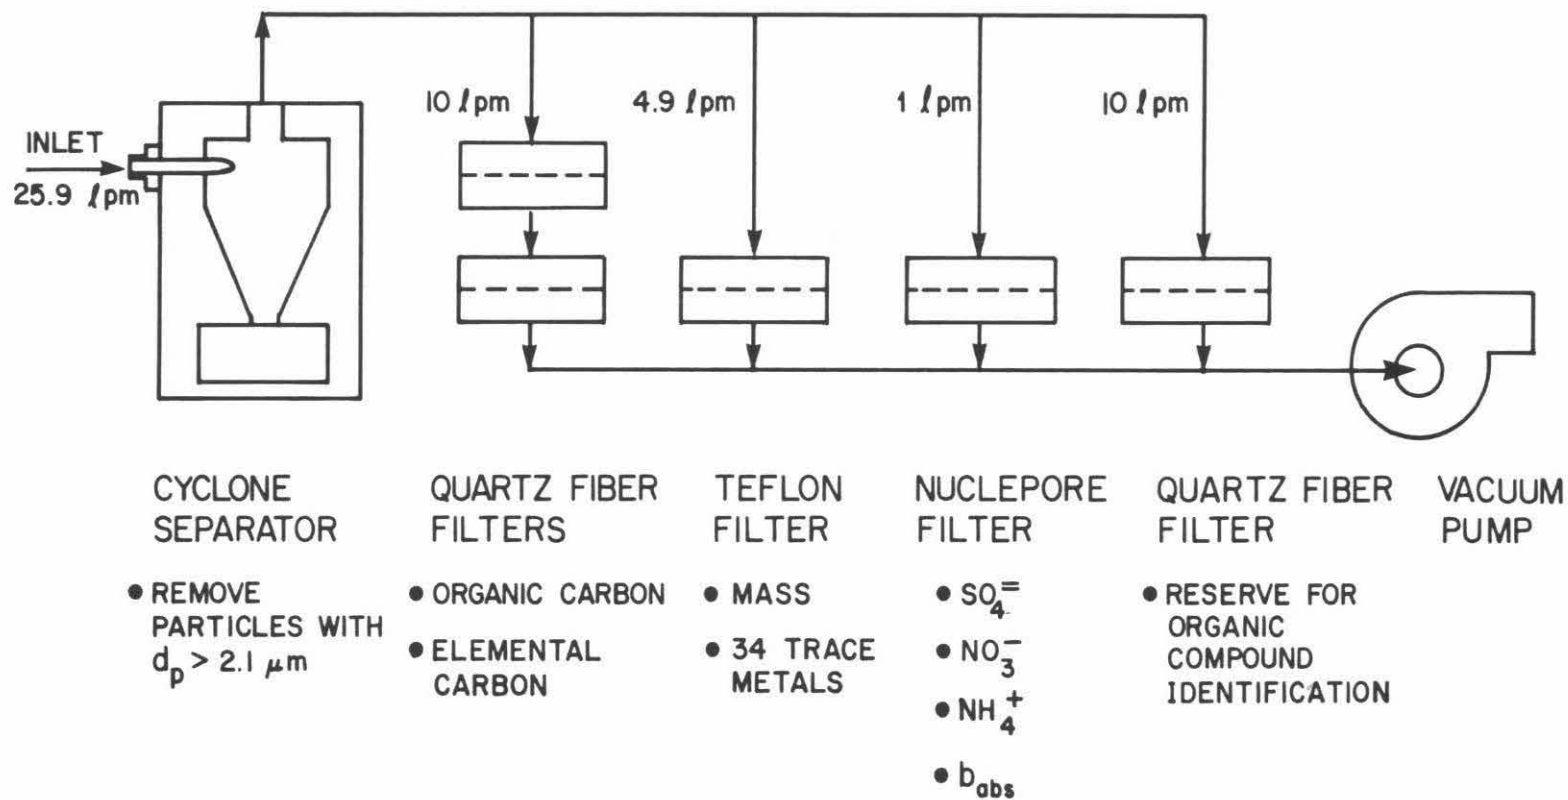 10 lpm
4.9 lpm
1 lpm
10 lpm
INLET
25.9 lpm
CYCLONE
SEPARATOR
• REMOVE
PARTICLES WITH
dp > 2.1 μm
QUARTZ FIBER
FILTERS
• ORGANIC CARBON
• ELEMENTAL
CARBON
TEFLON
FILTER
• MASS
• 34 TRACE
METALS
NUCLEPORE
FILTER
• SO4=
• NO3-
• NH4+
• babs
QUARTZ FIBER
FILTER
• RESERVE FOR
ORGANIC
COMPOUND
IDENTIFICATION
VACUUM
PUMP